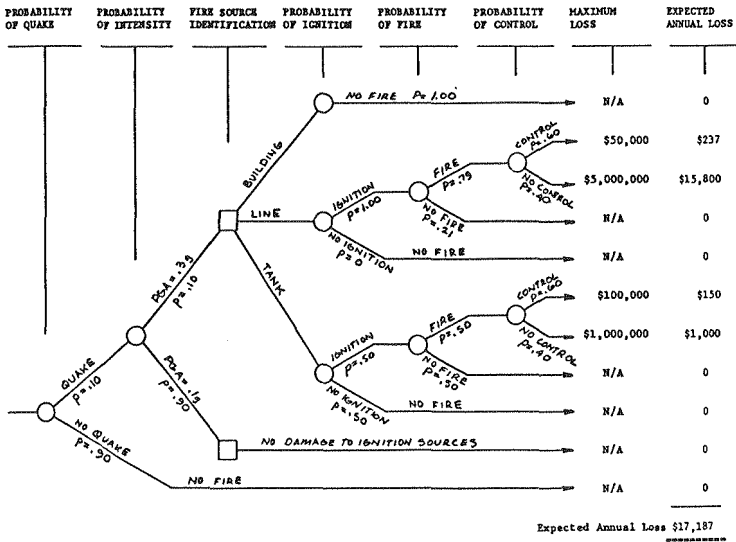 PROBABILITY OF QUAKE
PROBABILITY OF INTENSITY
FIRE SOURCE IDENTIFICATION
PROBABILITY OF IGNITION
PROBABILITY OF FIRE
PROBABILITY OF CONTROL
MAXIMUM LOSS
EXPECTED ANNUAL LOSS
NO FIRE P=1.00
N/A 0
BUILDING
CONTROL
P=.60
$50,000 $237
FIRE
P=.79
NO CONTROL
P=.40
$5,000,000 $15,800
IGNITION
P=1.00
NO FIRE
P=.21
N/A 0
LINE
NO IGNITION
P=0
NO FIRE
N/A 0
PGA=.3g
P=.10
TANK
CONTROL
P=.60
$100,000 $150
FIRE
P=.50
NO CONTROL
P=.40
$1,000,000 $1,000
IGNITION
P=.50
NO FIRE
P=.50
N/A 0
NO IGNITION
P=.50
NO FIRE
N/A 0
QUAKE
P=.10
PGA=.1g
P=.90
NO DAMAGE TO IGNITION SOURCES
N/A 0
NO QUAKE
P=.90
NO FIRE
N/A 0
Expected Annual Loss $17,187